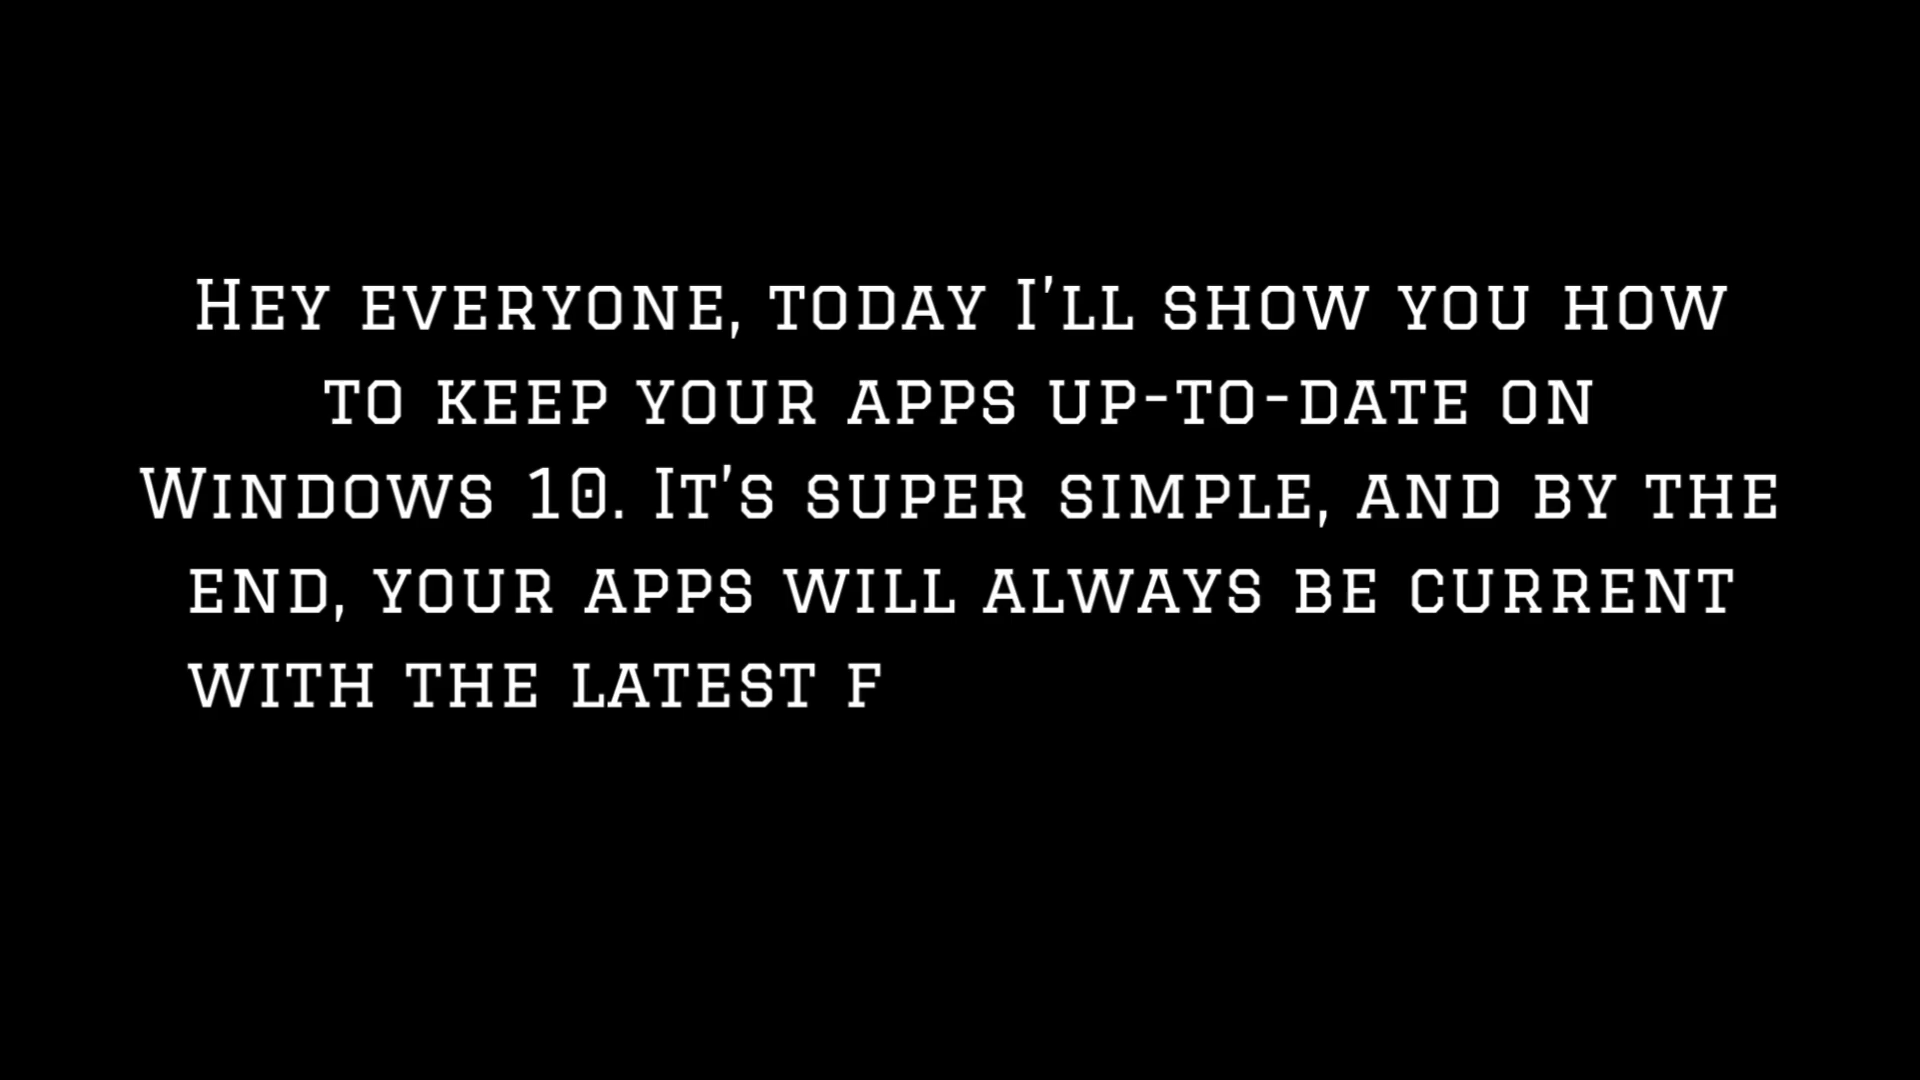 Hey everyone, today I'll show you how
to keep your apps up-to-date on
Windows 10. It's super simple, and by the
end, your apps will always be current
with the latest f